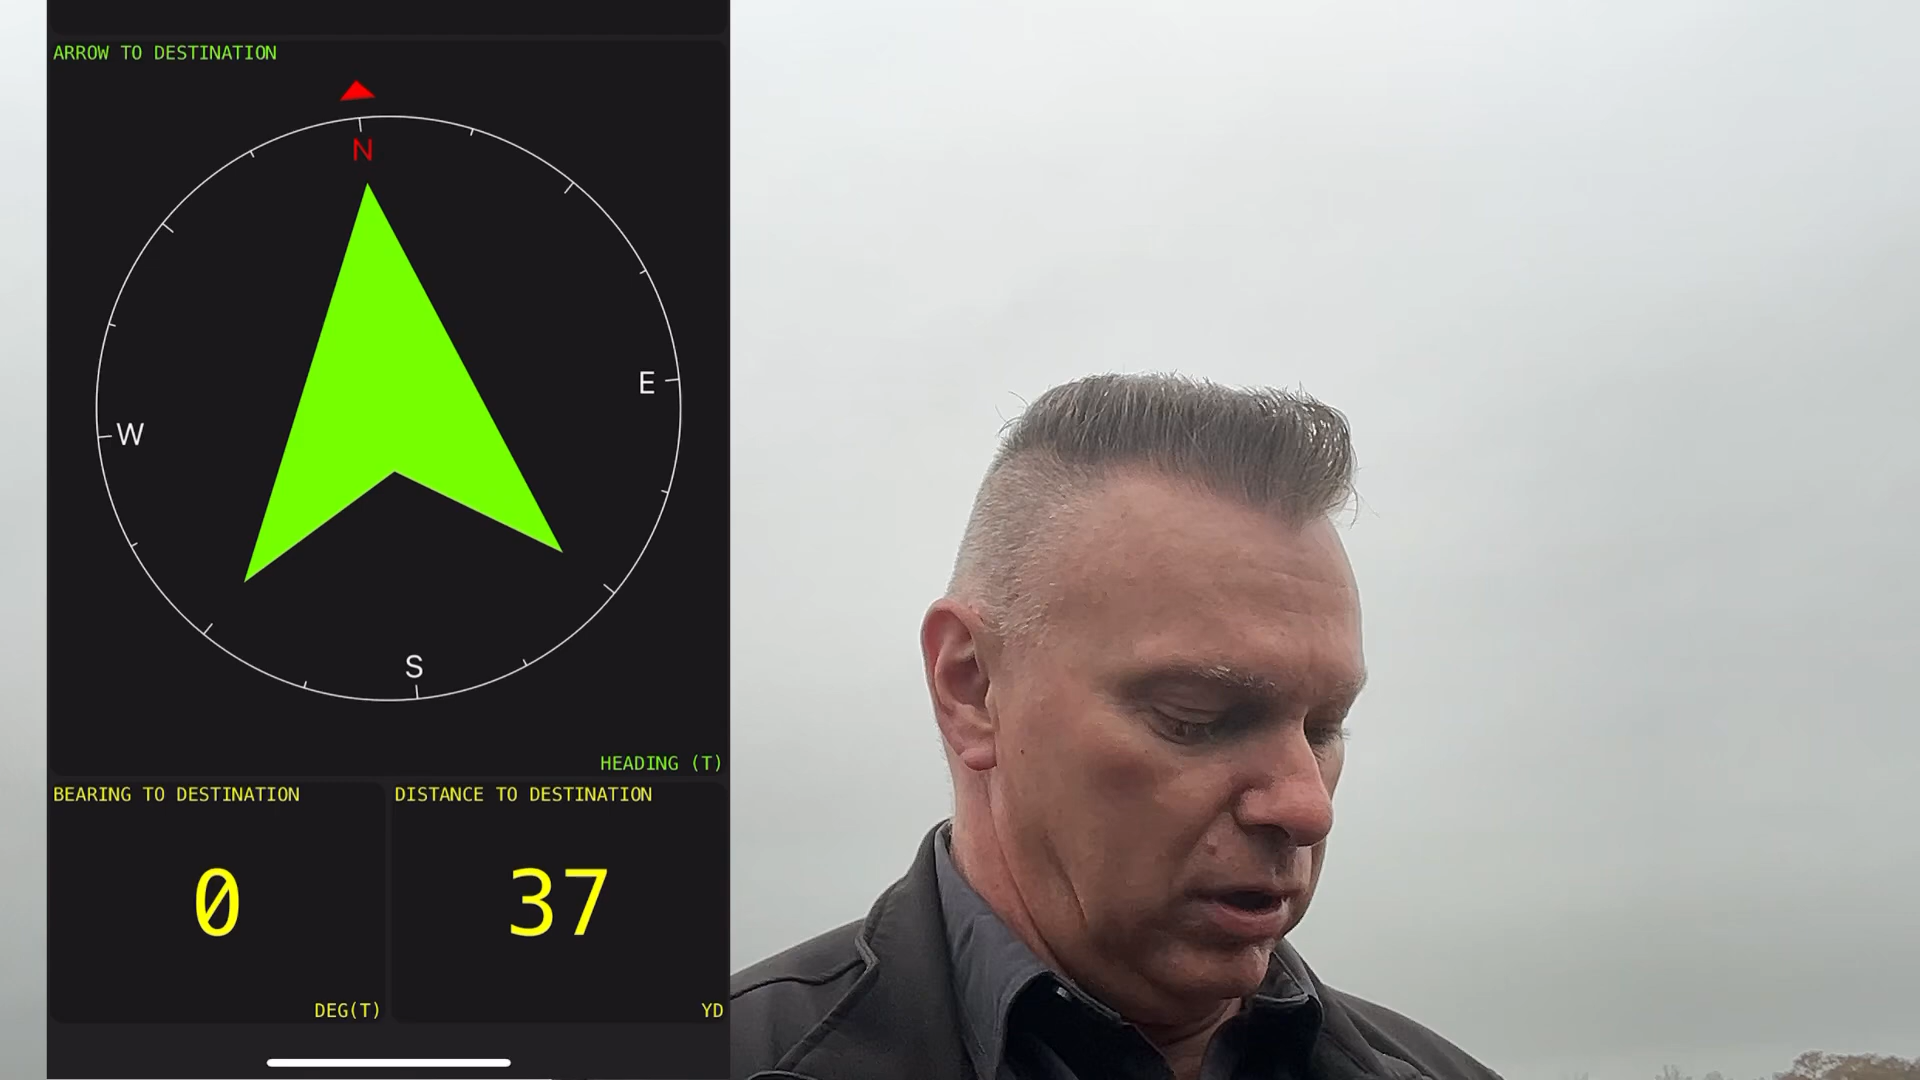 ARROW TO DESTINATION
N
E
W
S
HEADING (T)
BEARING TO DESTINATION
0
DEG(T)
DISTANCE TO DESTINATION
37
YD